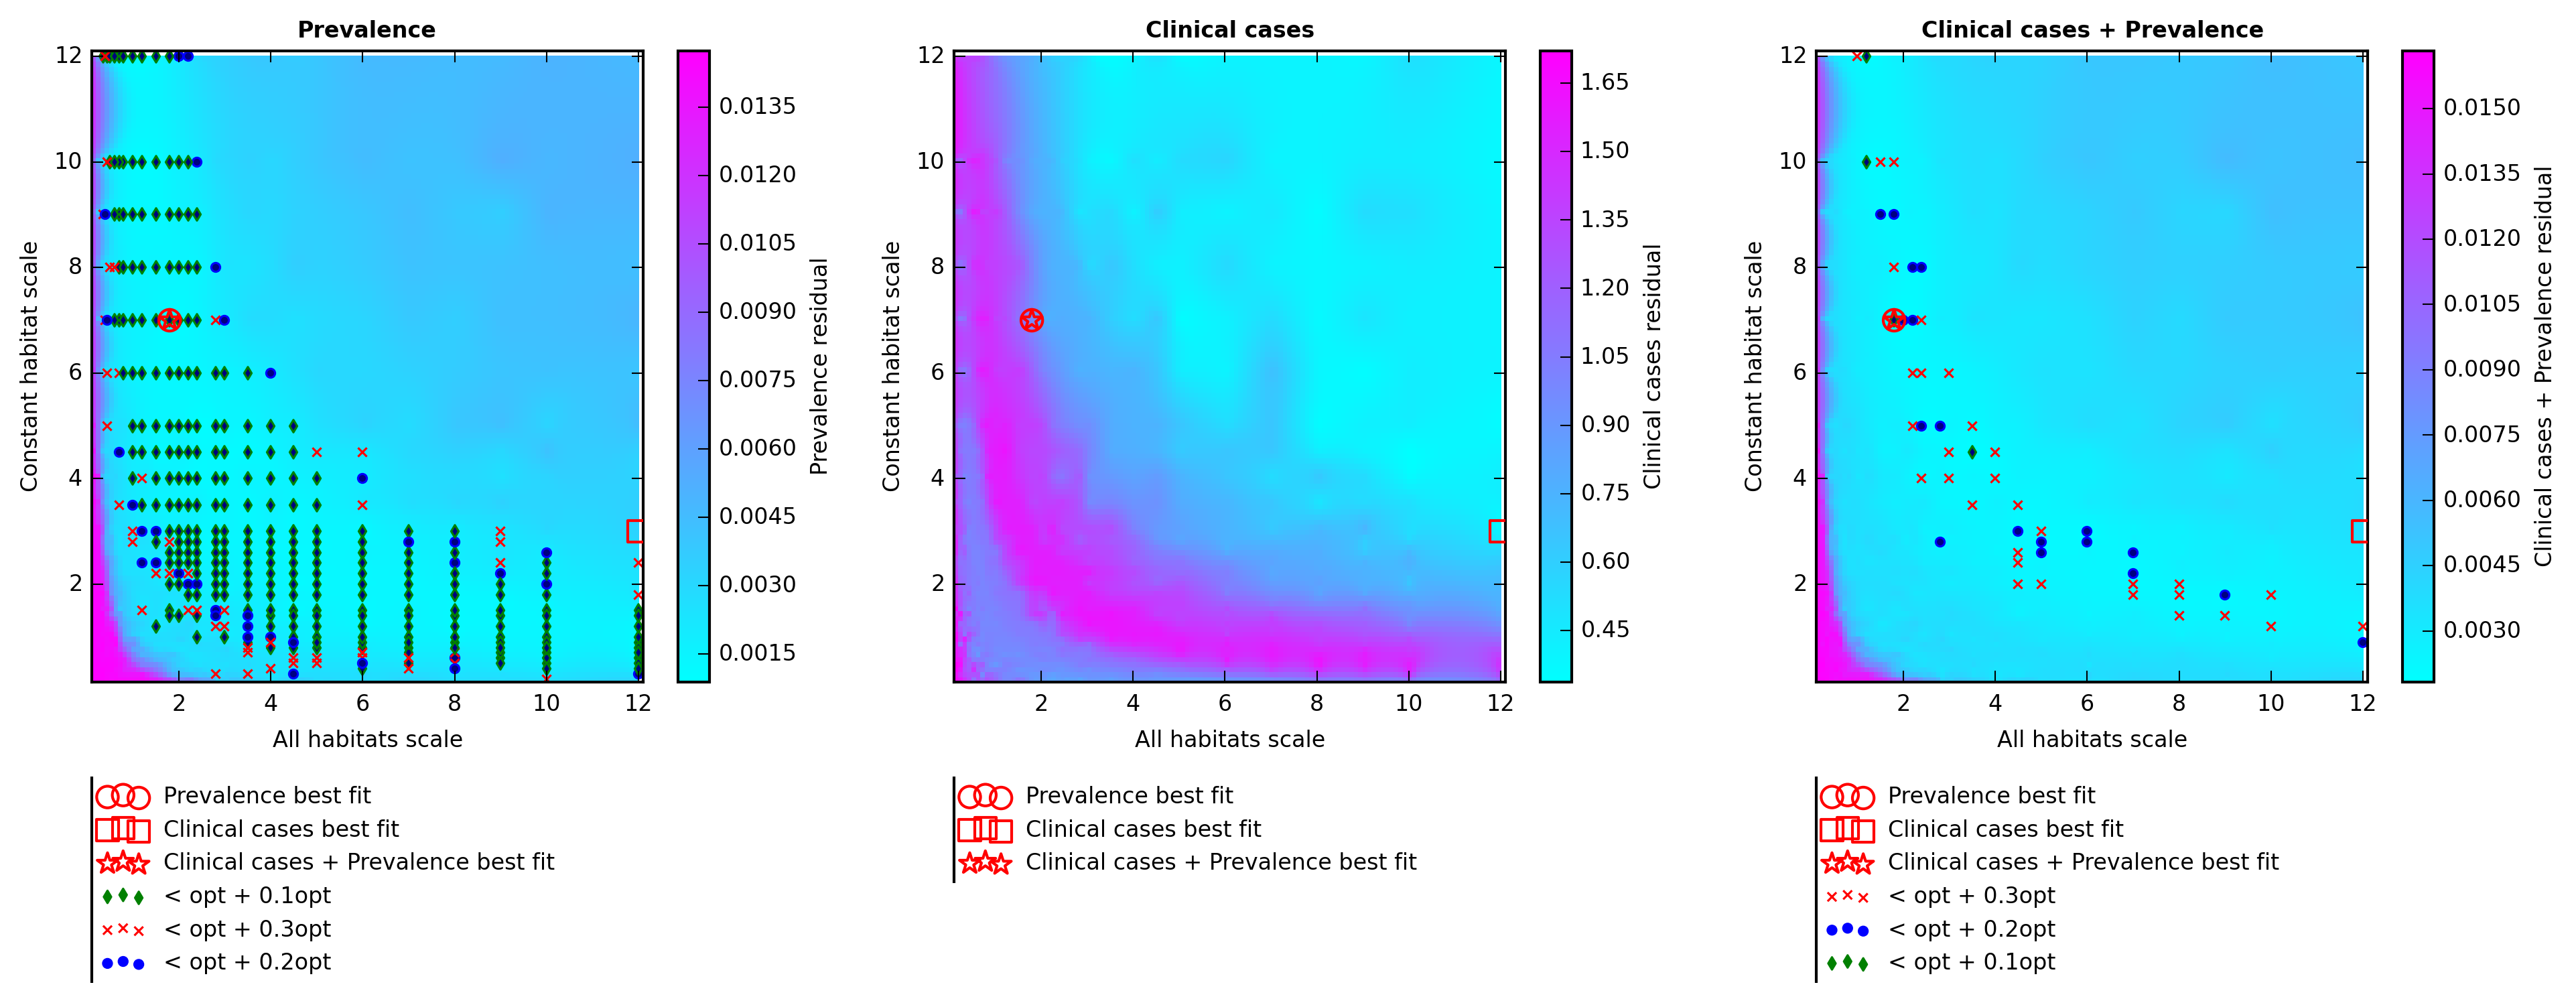 Prevalence
12
10
8
6
4
2
Constant habitat scale
2 4 6 8 10 12
All habitats scale
0.0135
0.0120
0.0105
0.0090
0.0075
0.0060
0.0045
0.0030
0.0015
Prevalence residual
Prevalence best fit
Clinical cases best fit
Clinical cases + Prevalence best fit
< opt + 0.1opt
< opt + 0.3opt
< opt + 0.2opt
Clinical cases
12
10
8
6
4
2
Constant habitat scale
2 4 6 8 10 12
All habitats scale
1.65
1.50
1.35
1.20
1.05
0.90
0.75
0.60
0.45
Clinical cases residual
Prevalence best fit
Clinical cases best fit
Clinical cases + Prevalence best fit
Clinical cases + Prevalence
12
10
8
6
4
2
Constant habitat scale
2 4 6 8 10 12
All habitats scale
0.0150
0.0135
0.0120
0.0105
0.0090
0.0075
0.0060
0.0045
0.0030
Clinical cases + Prevalence residual
Prevalence best fit
Clinical cases best fit
Clinical cases + Prevalence best fit
< opt + 0.3opt
< opt + 0.2opt
< opt + 0.1opt